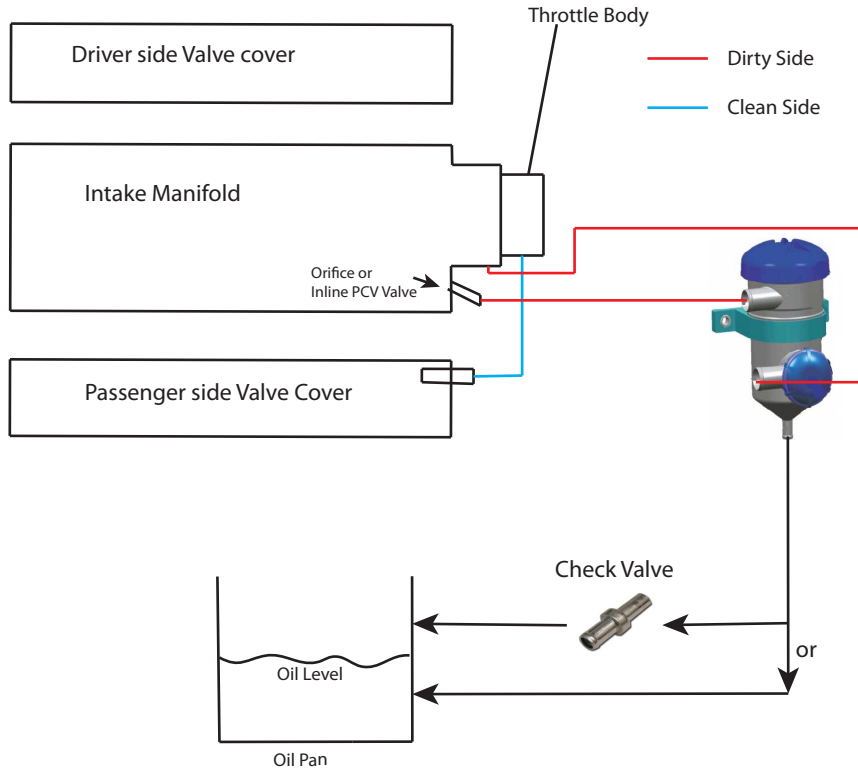 Throttle Body
Driver side Valve cover
Dirty Side
Clean Side
Intake Manifold
Orifice or
Inline PCV Valve
Passenger side Valve Cover
Check Valve
or
Oil Level
Oil Pan